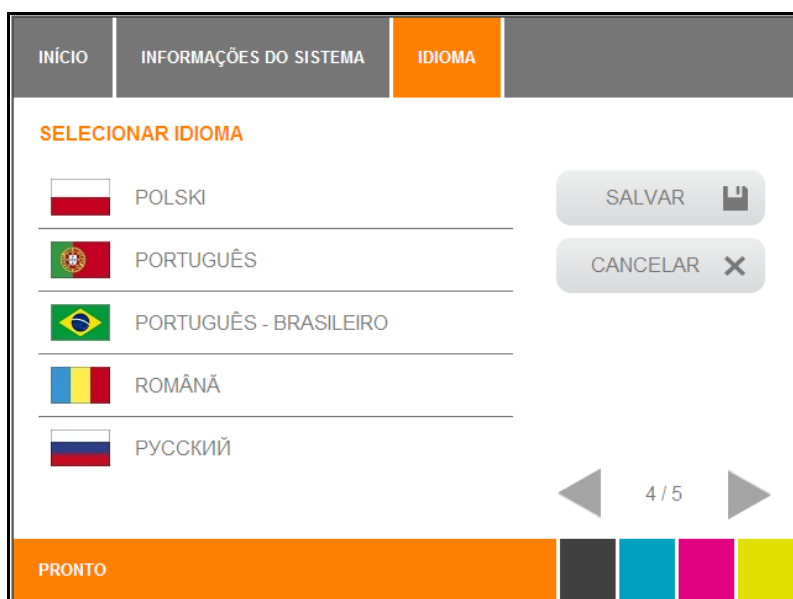 INÍCIO INFORMAÇÕES DO SISTEMA IDIOMA
SELECIONAR IDIOMA
POLSKI
PORTUGUÊS
PORTUGUÊS - BRASILEIRO
ROMÂNĂ
РУССКИЙ
SALVAR
CANCELAR
4 / 5
PRONTO